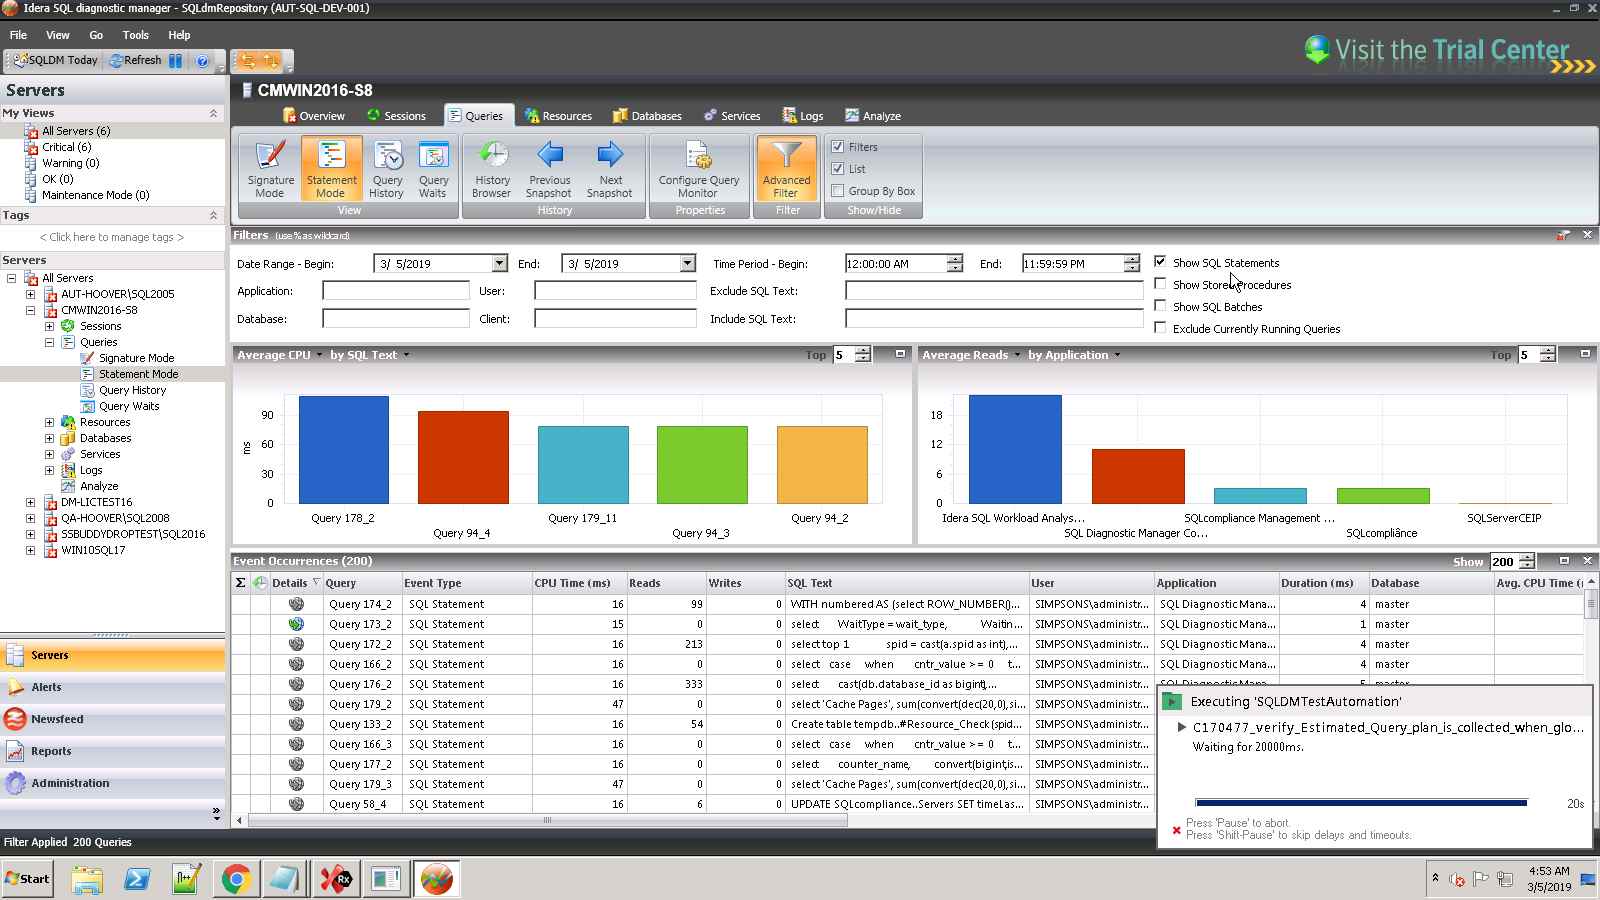 Idera SQL diagnostic manager - SQLdmRepository (AUT-SQL-DEV-001)
File View Go Tools Help
SQLDM Today Refresh
Visit the Trial Center
Servers
My Views
All Servers (6)
Critical (6)
Warning (0)
OK (0)
Maintenance Mode (0)
Tags
< Click here to manage tags >
Servers
All Servers
AUT-HOOVER\SQL2005
CMWIN2016-S8
Sessions
Queries
Signature Mode
Statement Mode
Query History
Query Waits
Resources
Databases
Services
Logs
Analyze
DM-LICTEST16
QA-HOOVER\SQL2008
SSBUDDYDROPTEST\SQL2016
WIN10SQL17
Servers
Alerts
Newsfeed
Reports
Administration
CMWIN2016-S8
Overview Sessions Queries Resources Databases Services Logs Analyze
Signature Mode
Statement Mode
Query History
Query Waits
View
History Browser
Previous Snapshot
Next Snapshot
History
Configure Query Monitor
Properties
Advanced Filter
Filter
Filters
List
Group By Box
Show/Hide
Filters (use % as wildcard)
Date Range - Begin: 3/ 5/2019 End: 3/ 5/2019 Time Period - Begin: 12:00:00 AM End: 11:59:59 PM Show SQL Statements
Application: User: Exclude SQL Text: Show Stored Procedures
Database: Client: Include SQL Text: Show SQL Batches
Exclude Currently Running Queries
Average CPU by SQL Text Top 5
ms
90
60
30
0
Query 178_2
Query 94_4
Query 179_11
Query 94_3
Query 94_2
Average Reads by Application Top 5
18
12
6
0
Idera SQL Workload Analys...
SQL Diagnostic Manager Co...
SQLcompliance Management ...
SQLcompliance
SQLServerCEIP
Event Occurrences (200) Show 200
Σ Details Query Event Type CPU Time (ms) Reads Writes SQL Text User Application Duration (ms) Database Avg. CPU Time (
Query 174_2 SQL Statement 16 99 0 WITH numbered AS (select ROW_NUMBER()... SIMPSONS\administr... SQL Diagnostic Mana... 4 master
Query 173_2 SQL Statement 15 0 0 select WaitType = wait_type, Waitin... SIMPSONS\administr... SQL Diagnostic Mana... 1 master
Query 172_2 SQL Statement 16 213 0 select top 1 spid = cast(a.spid as int),... SIMPSONS\administr... SQL Diagnostic Mana... 4 master
Query 166_2 SQL Statement 16 0 0 select case when cntr_value >= 0 t... SIMPSONS\administr... SQL Diagnostic Mana... 4 master
Query 176_2 SQL Statement 16 333 0 select cast(db.database_id as bigint),... SIMPSONS\administr... SQL Diagnostic Mana... 5 master
Query 179_2 SQL Statement 47 0 0 select 'Cache Pages', sum(convert(dec(20,0),si... SIMPSONS\administr...
Query 133_2 SQL Statement 16 54 0 Create table tempdb..#Resource_Check (spid... SIMPSONS\administr...
Query 166_3 SQL Statement 16 0 0 select case when cntr_value >= 0 t... SIMPSONS\administr...
Query 177_2 SQL Statement 16 0 0 select counter_name, convert(bigint,is... SIMPSONS\administr...
Query 179_3 SQL Statement 47 0 0 select 'Cache Pages', sum(convert(dec(20,0),si... SIMPSONS\administr...
Query 58_4 SQL Statement 16 6 0 UPDATE SQLcompliance..Servers SET timeLas... SIMPSONS\administr...
Executing 'SQLDMTestAutomation'
C170477_verify_Estimated_Query_plan_is_collected_when_glo...
Waiting for 20000ms.
20s
Press 'Pause' to abort.
Press 'Shift-Pause' to skip delays and timeouts.
Filter Applied 200 Queries
Start
Rx
4:53 AM
3/5/2019